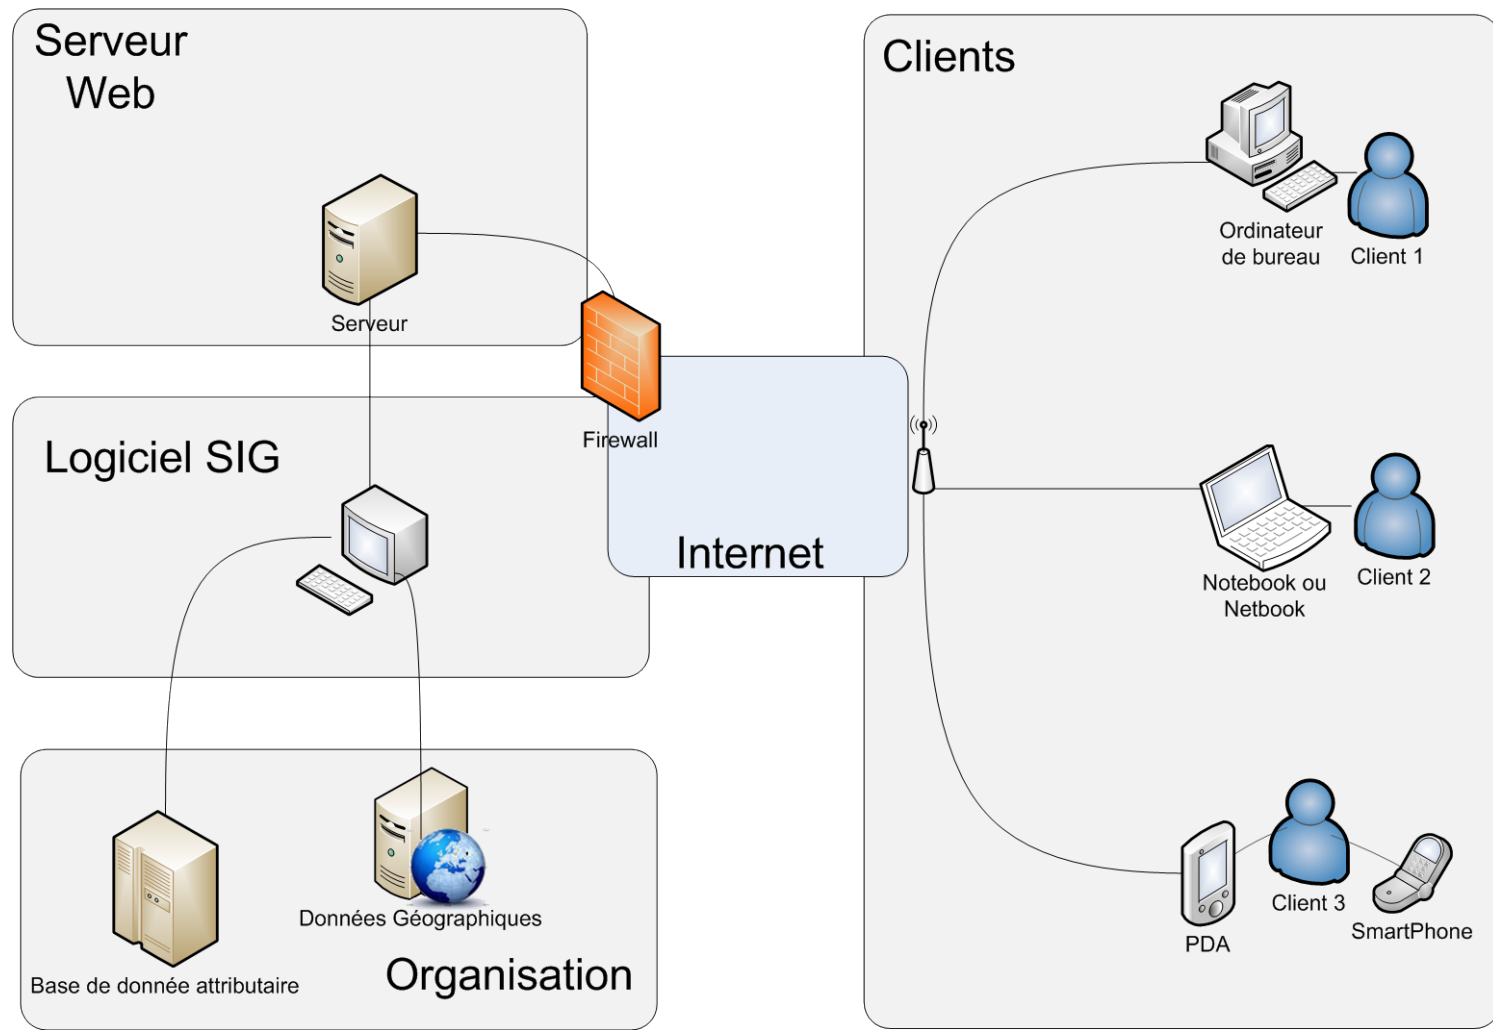 Serveur
Web
Serveur
Firewall
Logiciel SIG
Internet
Données Géographiques
Base de donnée attributaire
Organisation
Clients
Ordinateur
de bureau
Client 1
Notebook ou
Netbook
Client 2
PDA
Client 3
SmartPhone